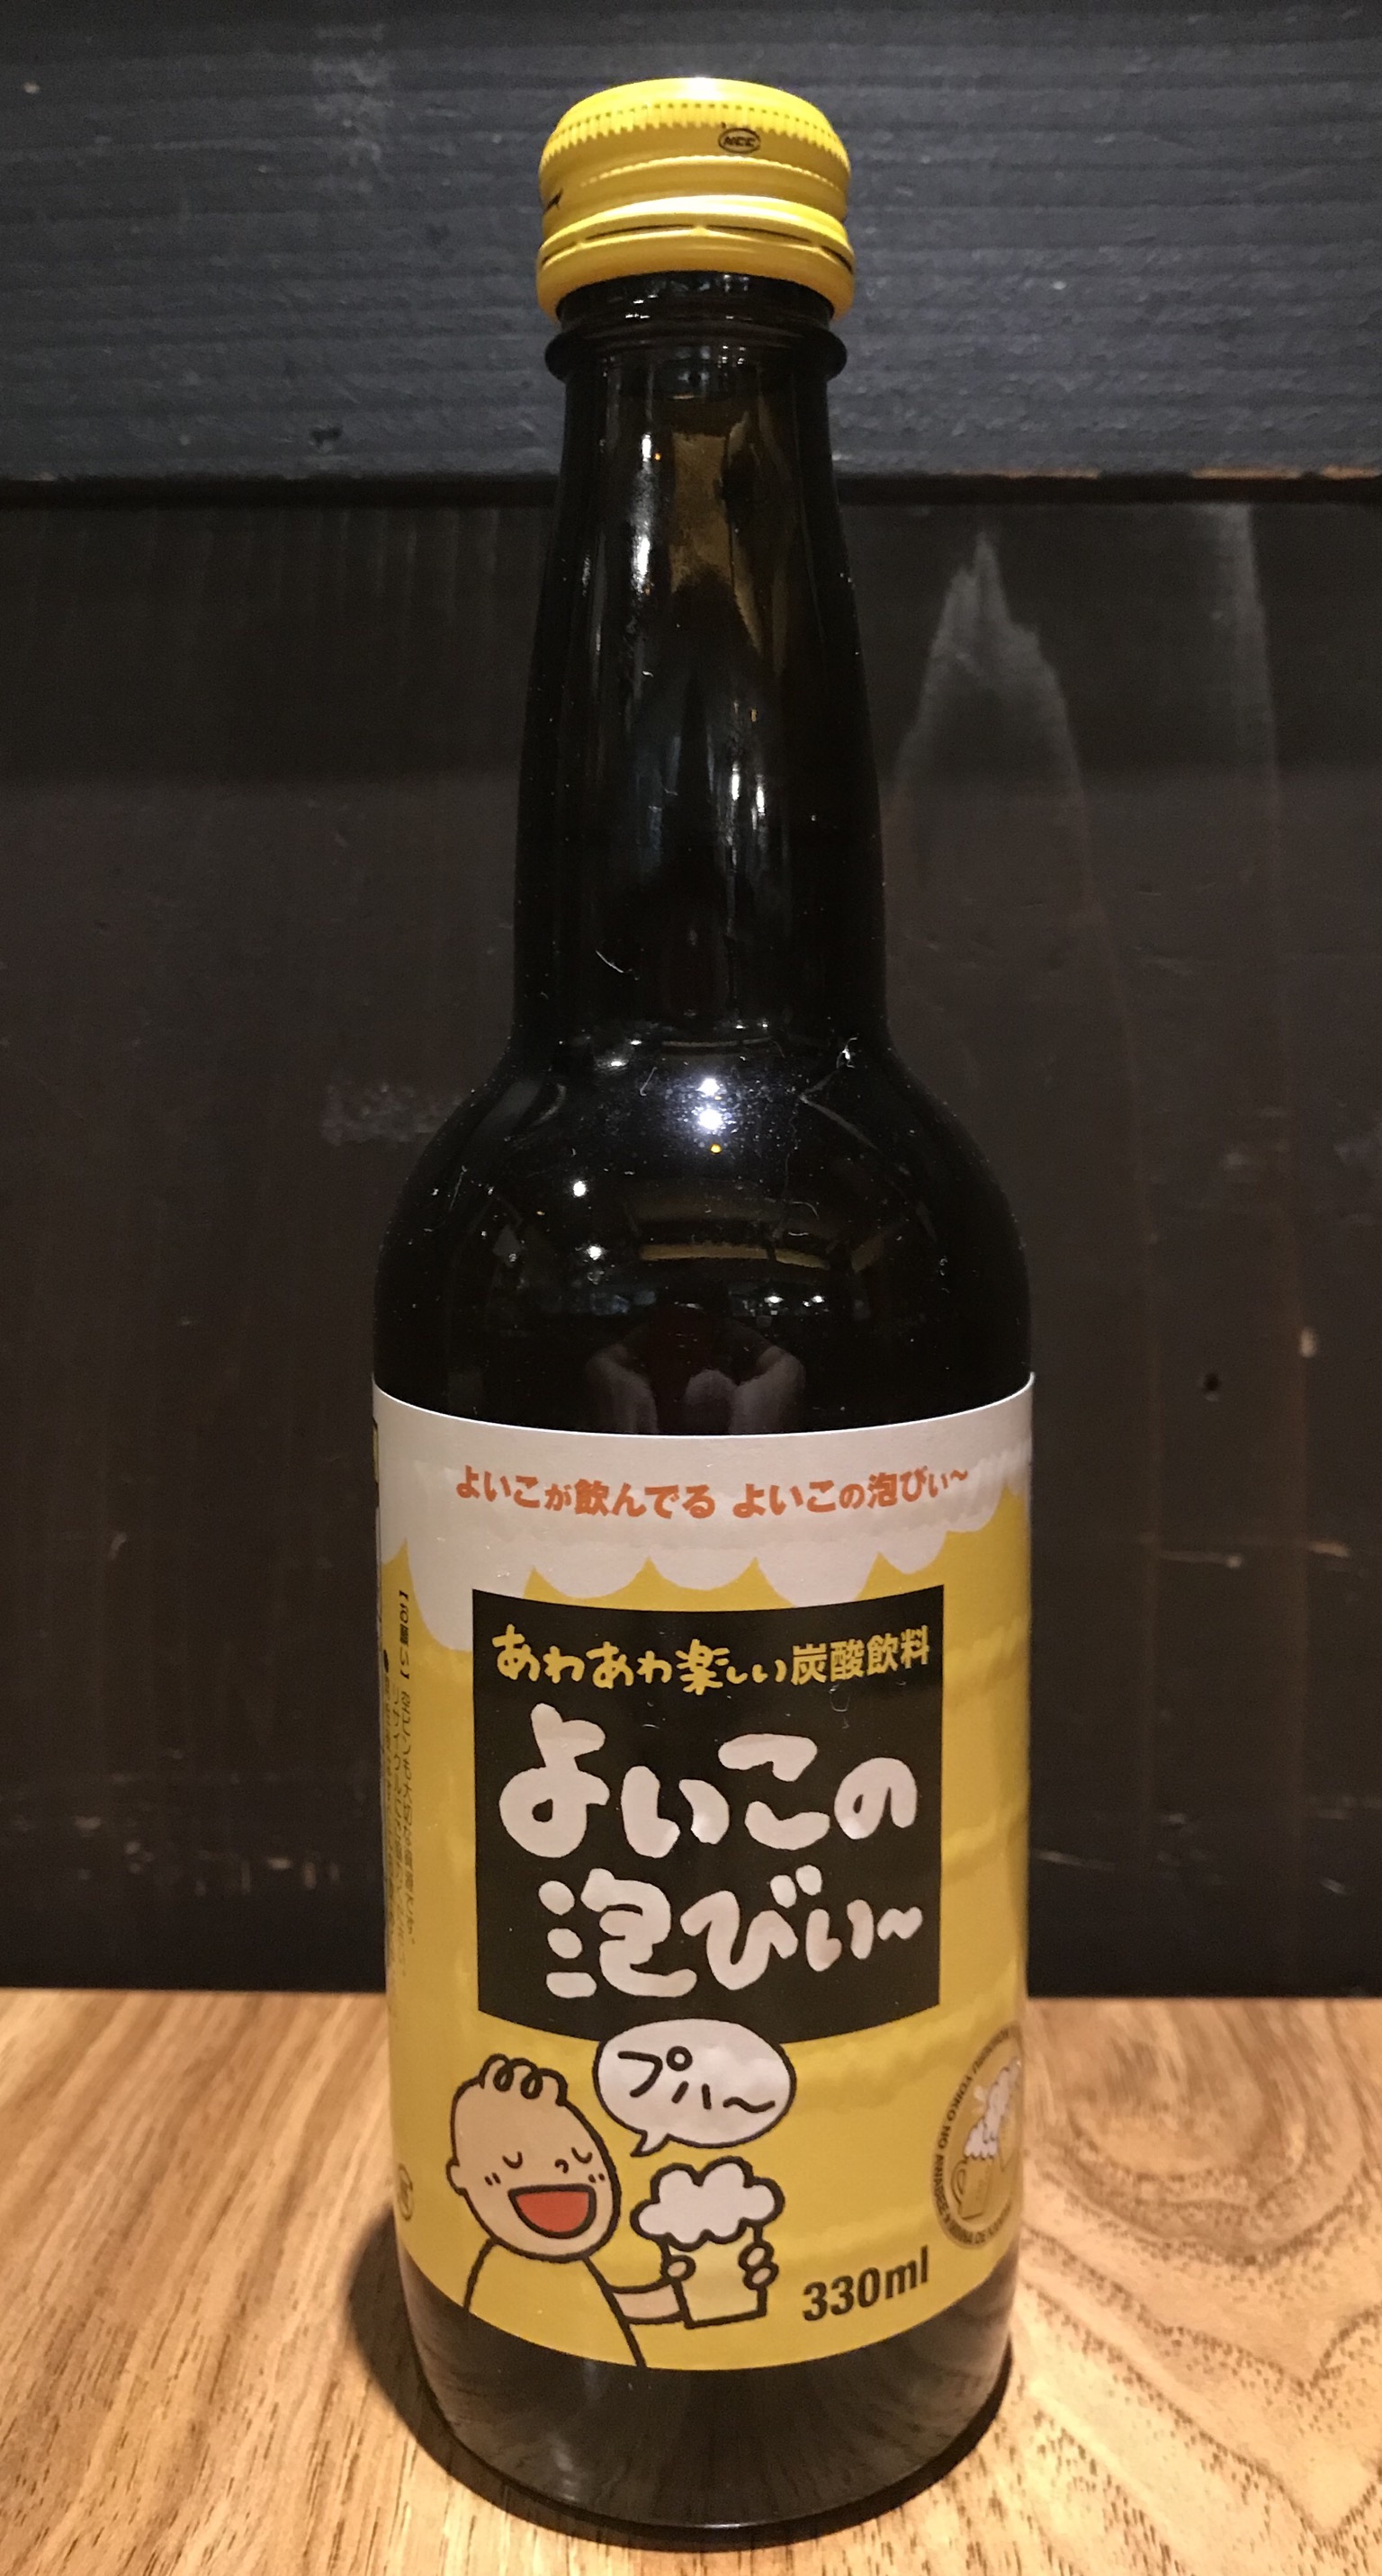 NCC
よいこが飲んでる よいこの泡びぃ〜
あわあわ楽しい炭酸飲料
よいこの
泡びぃ〜
プハ〜
330ml